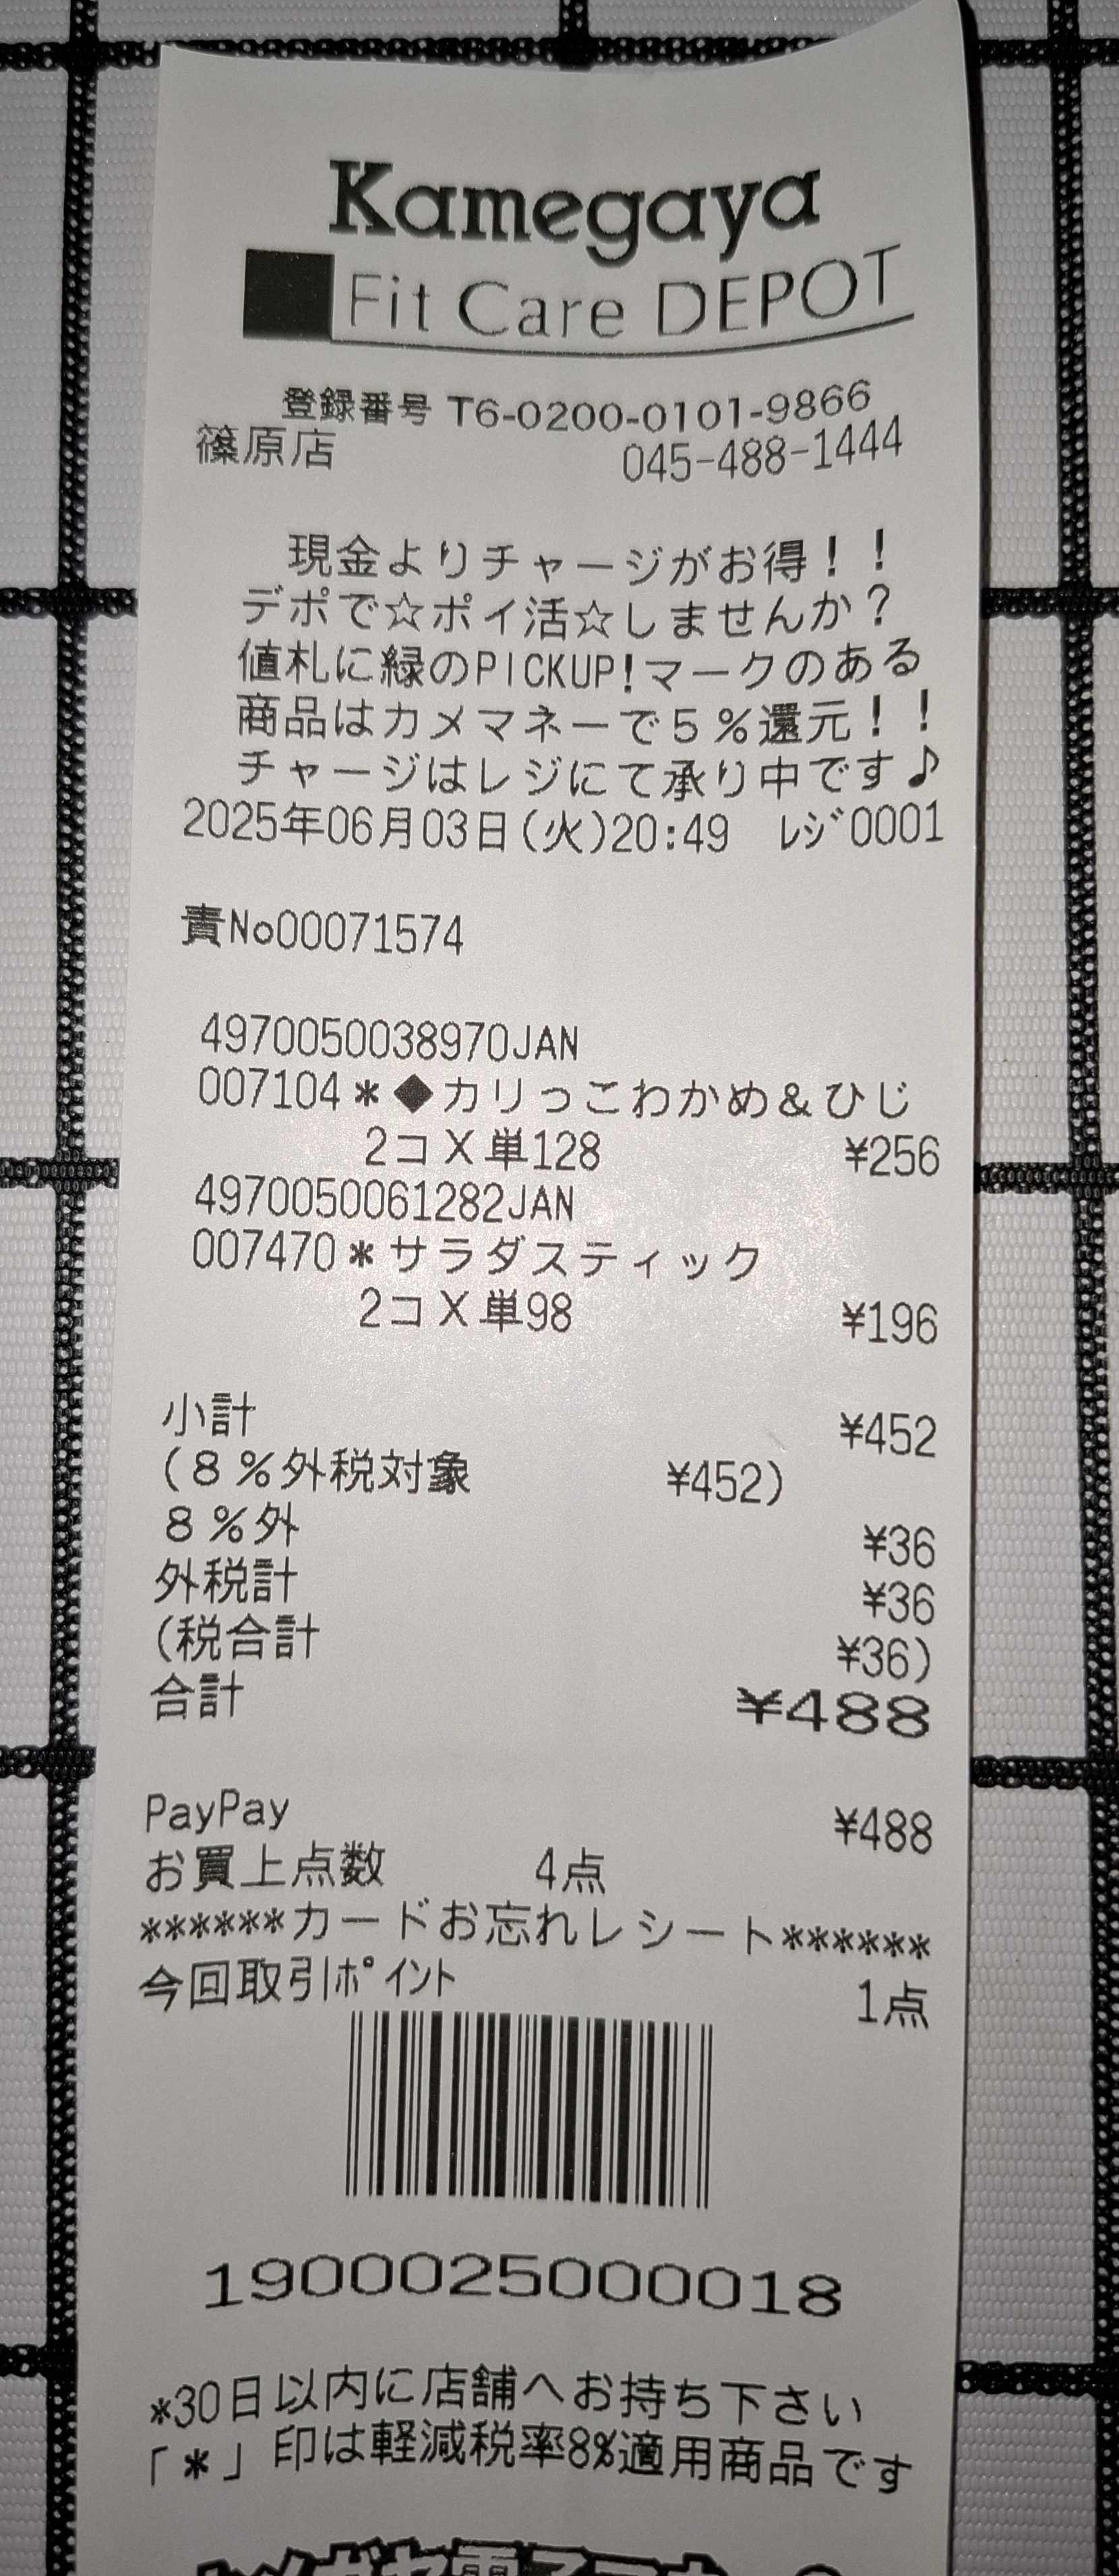 Kamegaya
Fit Care DEPOT
登録番号 T6-0200-0101-9866
篠原店 045-488-1444
現金よりチャージがお得！！
デポで☆ポイ活☆しませんか？
値札に緑のPICKUP!マークのある
商品はカメマネーで５％還元！！
チャージはレジにて承り中です♪
2025年06月03日(火)20:49 ﾚｼﾞ0001
責No00071574
4970050038970JAN
007104＊◆カリっこわかめ＆ひじ
2コＸ単128 ¥256
4970050061282JAN
007470＊サラダスティック
2コＸ単98 ¥196
小計 ¥452
(８％外税対象 ¥452)
８％外 ¥36
外税計 ¥36
(税合計 ¥36)
合計 ¥488
PayPay ¥488
お買上点数 4点
******カードお忘れレシート******
今回取引ﾎﾟｲﾝﾄ 1点
1900025000018
*30日以内に店舗へお持ち下さい
「＊」印は軽減税率8%適用商品です